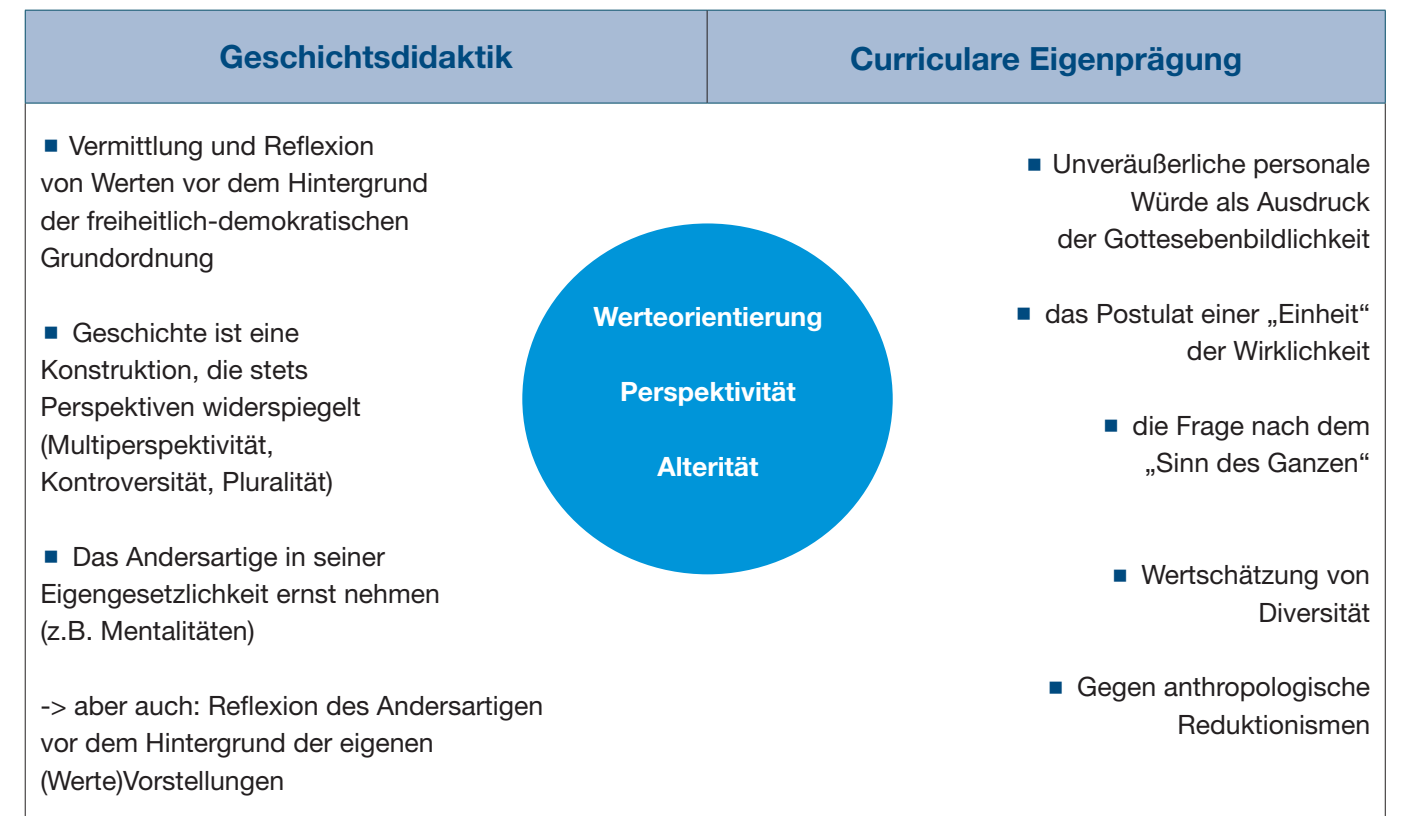 Geschichtsdidaktik
Curriculare Eigenprägung
■ Vermittlung und Reflexion
von Werten vor dem Hintergrund
der freiheitlich-demokratischen
Grundordnung
■ Geschichte ist eine
Konstruktion, die stets
Perspektiven widerspiegelt
(Multiperspektivität,
Kontroversität, Pluralität)
■ Das Andersartige in seiner
Eigengesetzlichkeit ernst nehmen
(z.B. Mentalitäten)
-> aber auch: Reflexion des Andersartigen
vor dem Hintergrund der eigenen
(Werte)Vorstellungen
Werteorientierung
Perspektivität
Alterität
■ Unveräußerliche personale
Würde als Ausdruck
der Gottesebenbildlichkeit
■ das Postulat einer „Einheit“
der Wirklichkeit
■ die Frage nach dem
„Sinn des Ganzen“
■ Wertschätzung von
Diversität
■ Gegen anthropologische
Reduktionismen